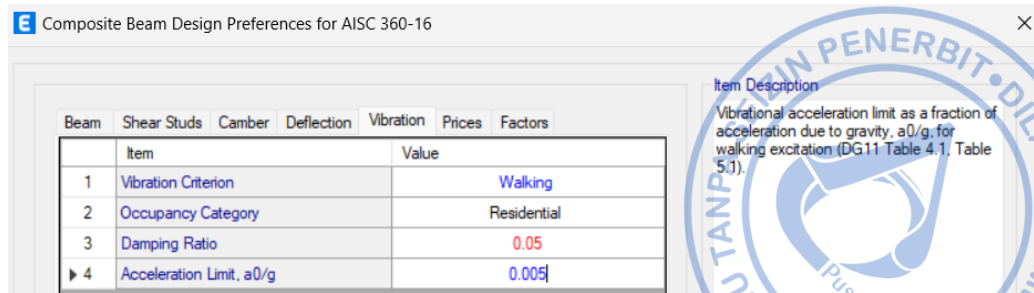 E Composite Beam Design Preferences for AISC 360-16
Beam Shear Studs Camber Deflection Vibration Prices Factors
Item Value
1 Vibration Criterion Walking
2 Occupancy Category Residential
3 Damping Ratio 0.05
4 Acceleration Limit, a0/g 0.005
Item Description
Vibrational acceleration limit as a fraction of
acceleration due to gravity, a0/g, for
walking excitation (DG11 Table 4.1, Table
5.1).
U TANPA SEIZIN PENERBIT